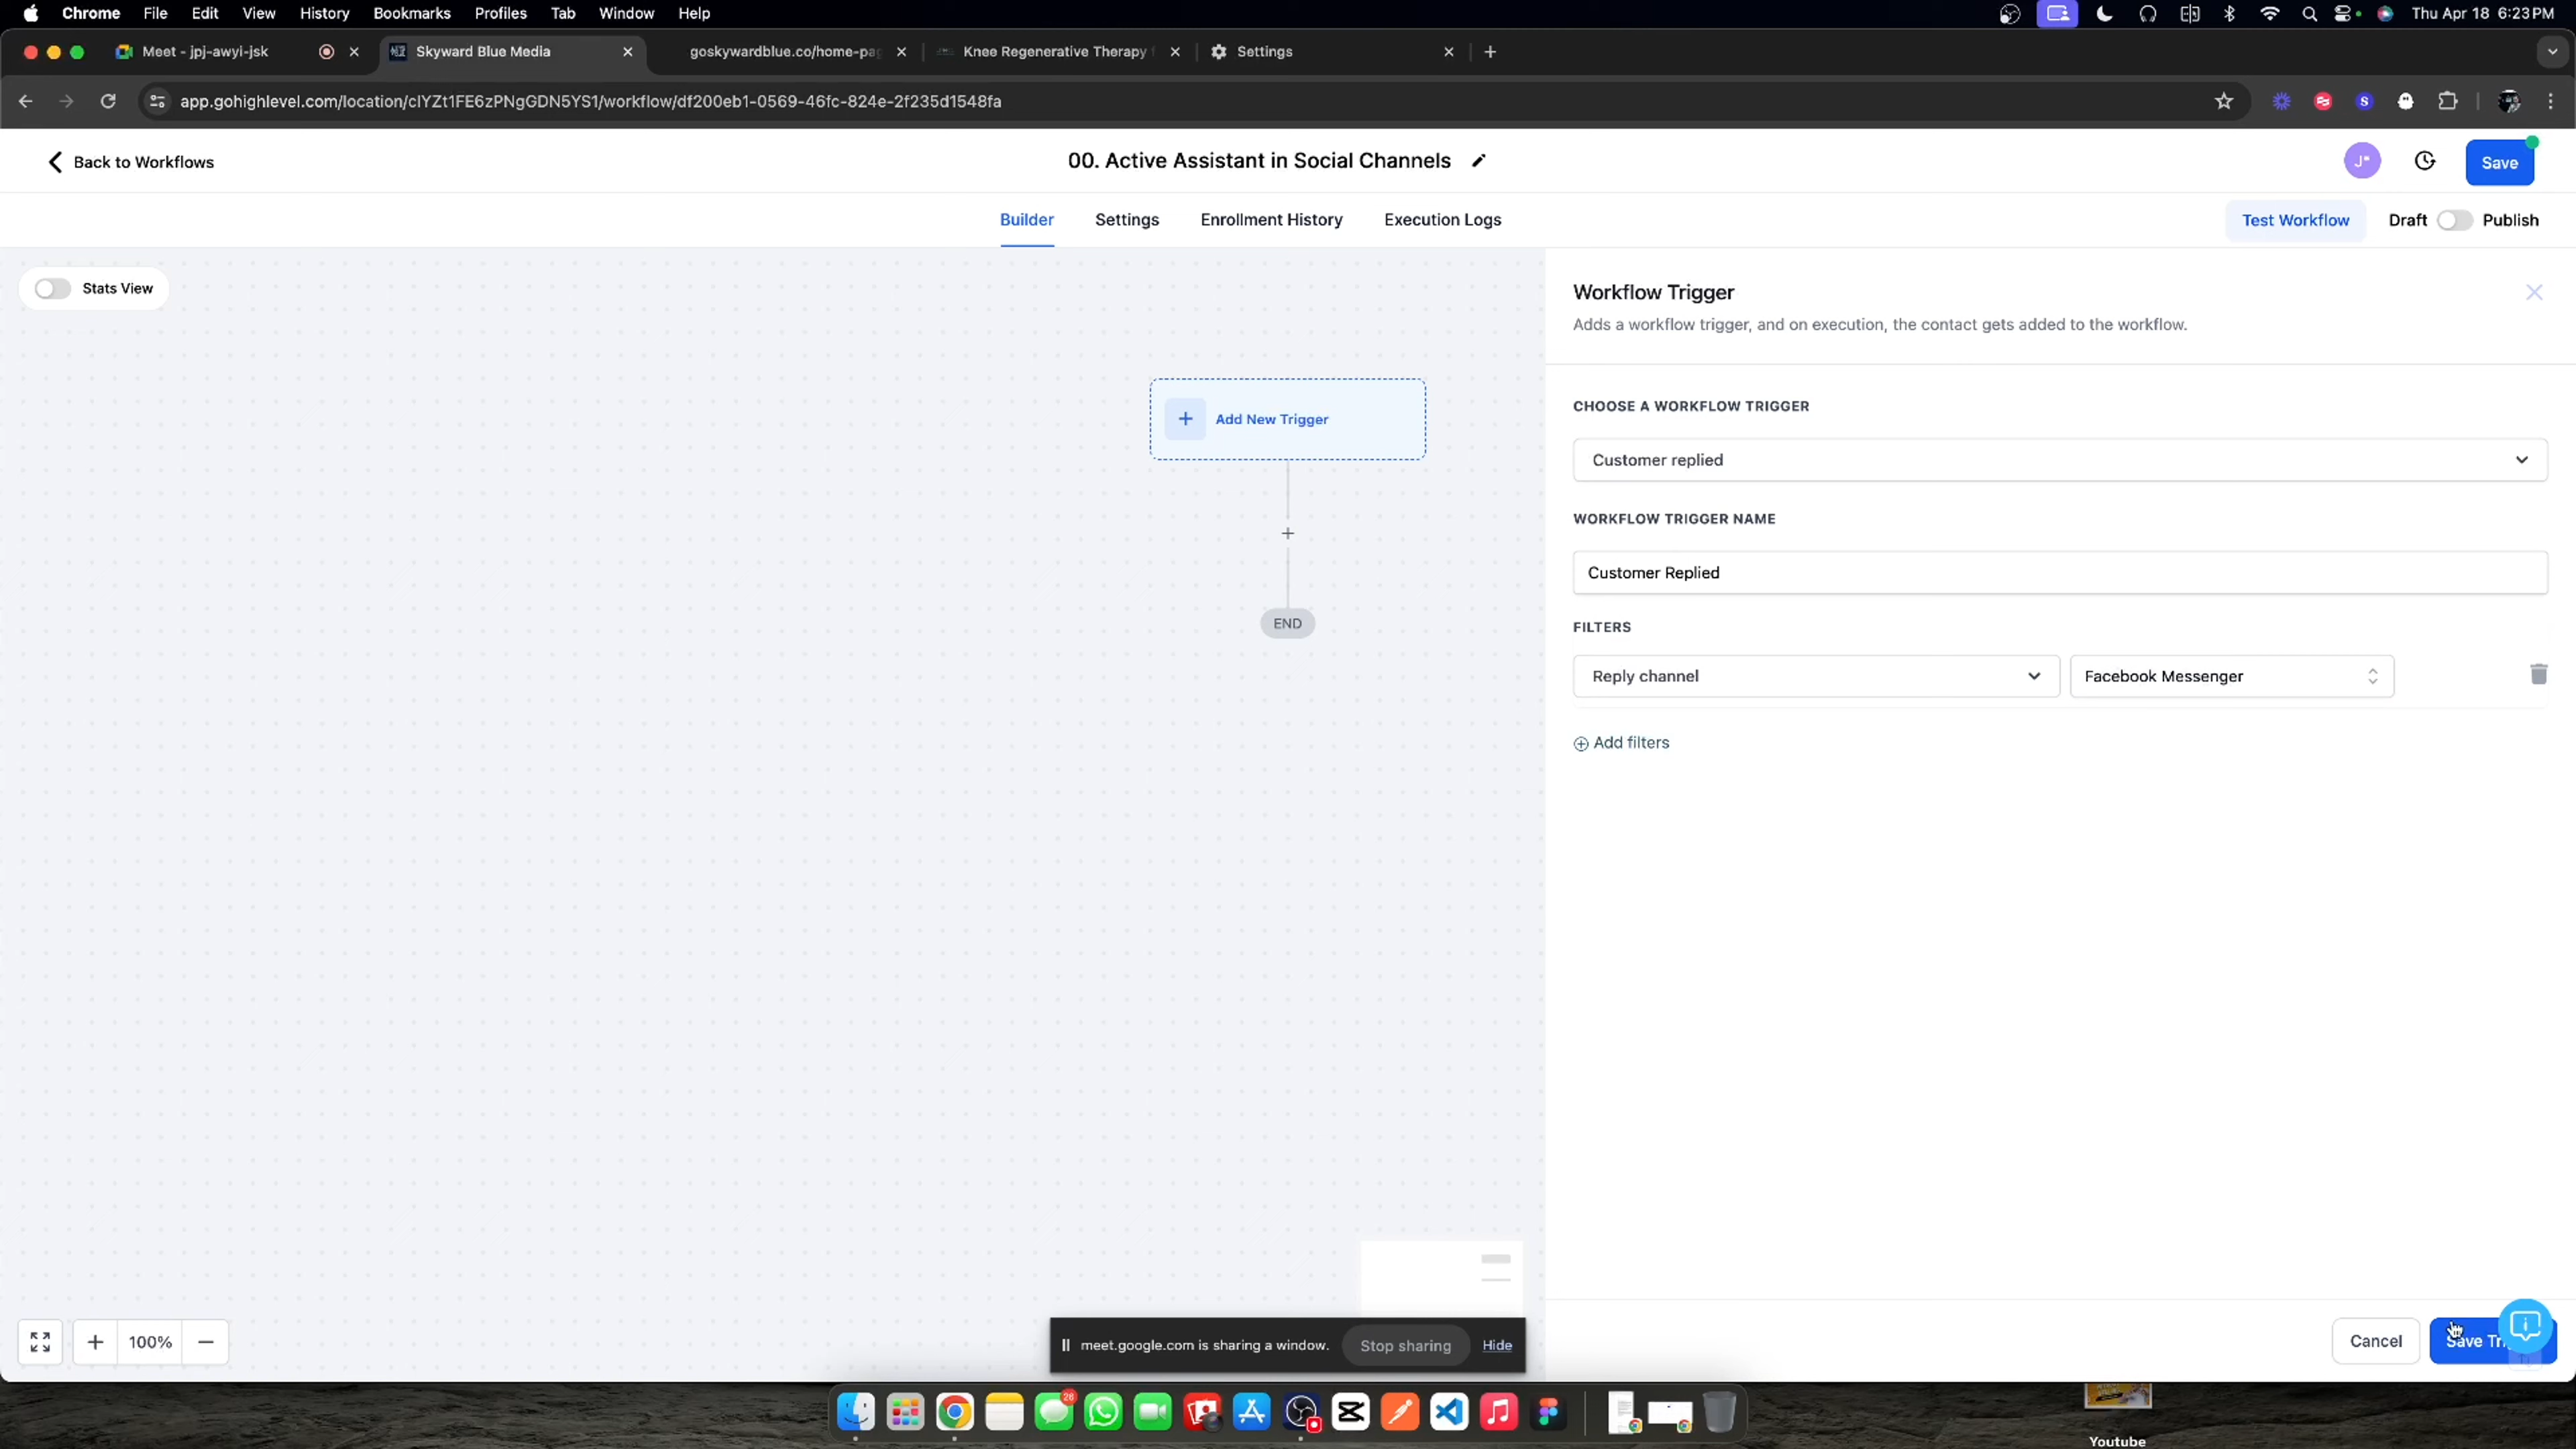 Chrome File Edit View History Bookmarks Profiles Tab Window Help Thu Apr 18 6:23 PM
Meet - jpj-awyi-jsk Skyward Blue Media goskywardblue.co/home-pag Knee Regenerative Therapy Settings
app.gohighlevel.com/location/clYZt1FE6zPNgGDN5YS1/workflow/df200eb1-0569-46fc-824e-2f235d1548fa
Back to Workflows
00. Active Assistant in Social Channels
Save
Builder Settings Enrollment History Execution Logs
Test Workflow Draft Publish
Stats View
Workflow Trigger
Adds a workflow trigger, and on execution, the contact gets added to the workflow.
Add New Trigger
END
CHOOSE A WORKFLOW TRIGGER
Customer replied
WORKFLOW TRIGGER NAME
Customer Replied
FILTERS
Reply channel Facebook Messenger
Add filters
100%
meet.google.com is sharing a window. Stop sharing Hide
Cancel Save
28
Youtube